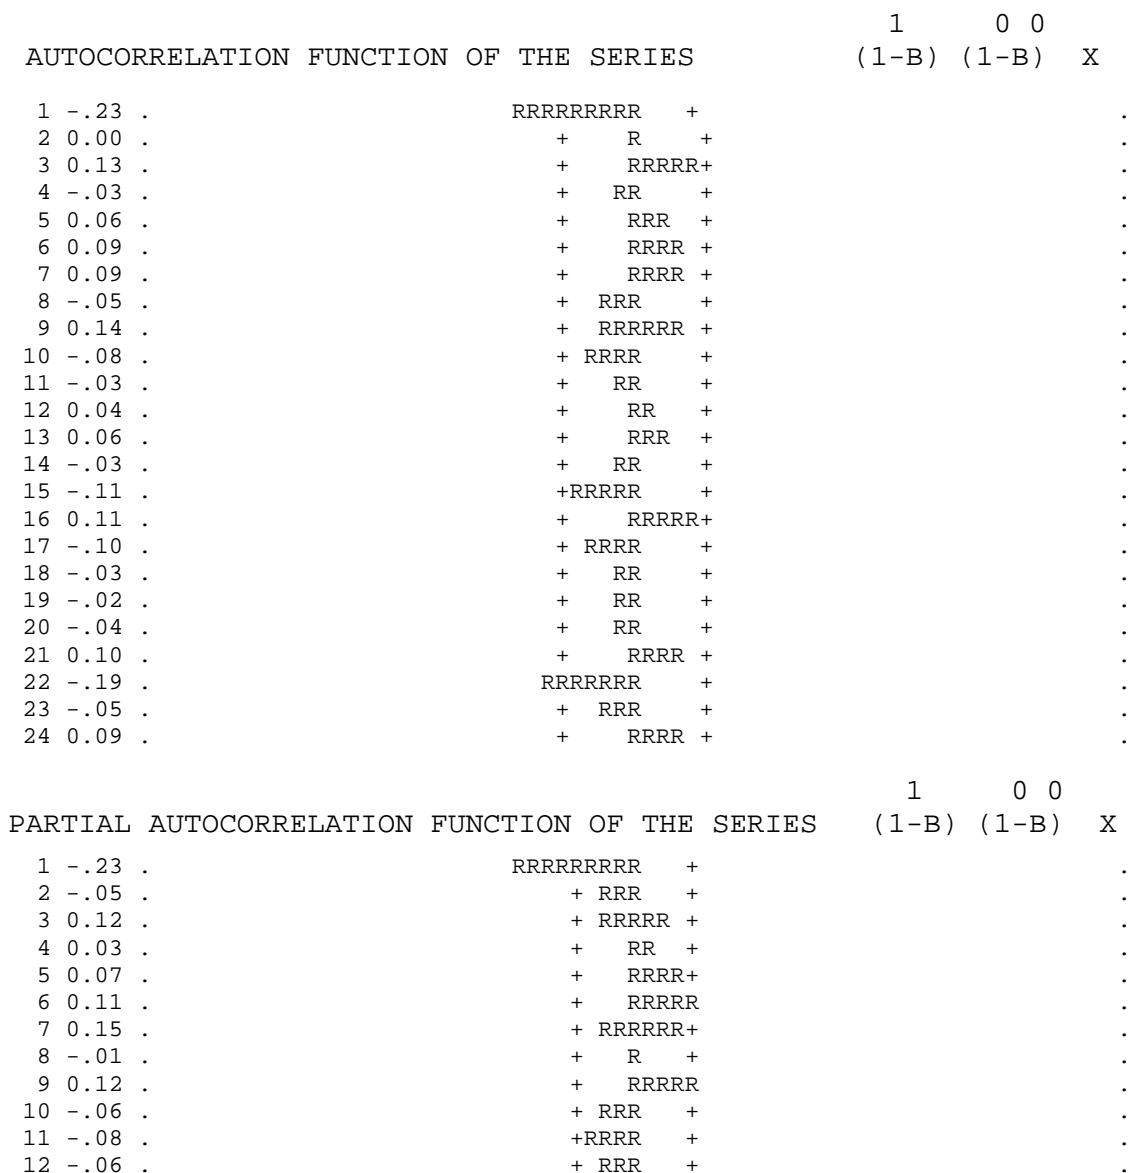 1 0 0
AUTOCORRELATION FUNCTION OF THE SERIES (1-B) (1-B) X
1 -.23 . RRRRRRRRR + .
2 0.00 . + R + .
3 0.13 . + RRRRR+ .
4 -.03 . + RR + .
5 0.06 . + RRR + .
6 0.09 . + RRRR + .
7 0.09 . + RRRR + .
8 -.05 . + RRR + .
9 0.14 . + RRRRRR + .
10 -.08 . + RRRR + .
11 -.03 . + RR + .
12 0.04 . + RR + .
13 0.06 . + RRR + .
14 -.03 . + RR + .
15 -.11 . +RRRRR + .
16 0.11 . + RRRRR+ .
17 -.10 . + RRRR + .
18 -.03 . + RR + .
19 -.02 . + RR + .
20 -.04 . + RR + .
21 0.10 . + RRRR + .
22 -.19 . RRRRRRR + .
23 -.05 . + RRR + .
24 0.09 . + RRRR + .
1 0 0
PARTIAL AUTOCORRELATION FUNCTION OF THE SERIES (1-B) (1-B) X
1 -.23 . RRRRRRRRR + .
2 -.05 . + RRR + .
3 0.12 . + RRRRR + .
4 0.03 . + RR + .
5 0.07 . + RRRR+ .
6 0.11 . + RRRRR .
7 0.15 . + RRRRRR+ .
8 -.01 . + R + .
9 0.12 . + RRRRR .
10 -.06 . + RRR + .
11 -.08 . +RRRR + .
12 -.06 . + RRR + .